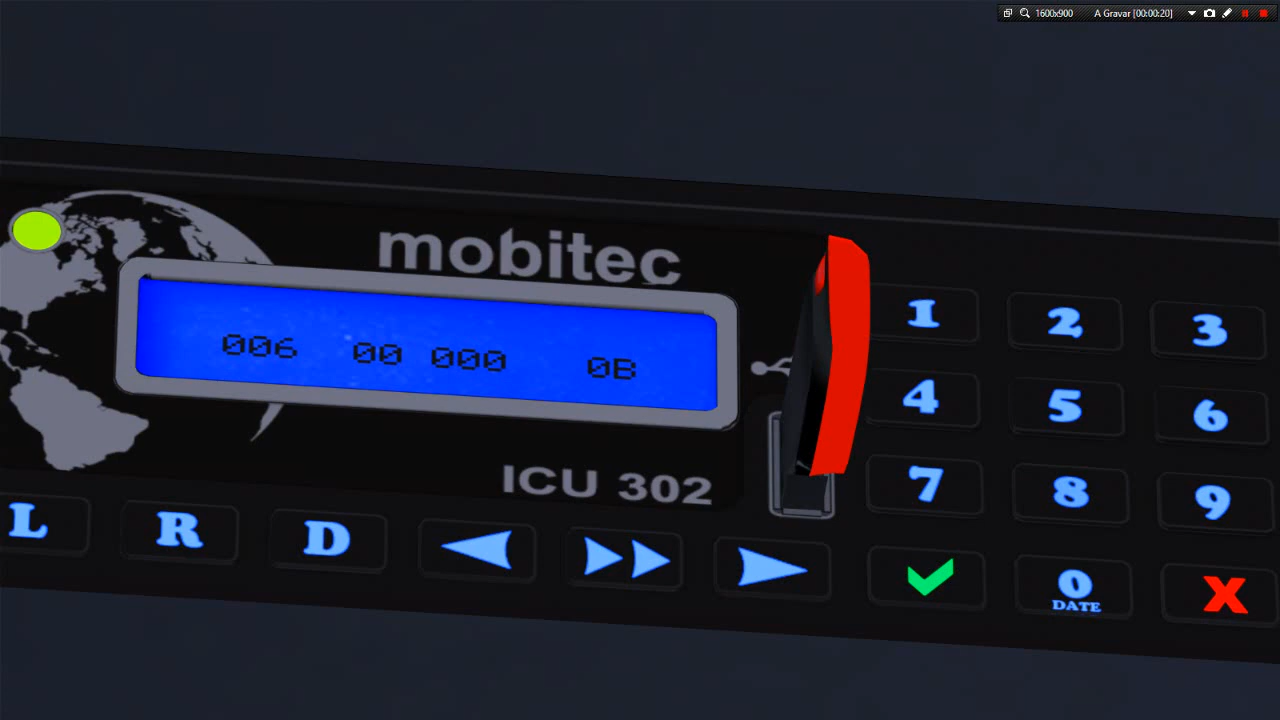 1600x900 A Gravar [00:00:20]
mobitec
006 00 000 0B
ICU 302
1 2 3
4 5 6
7 8 9
L R D
0
DATE